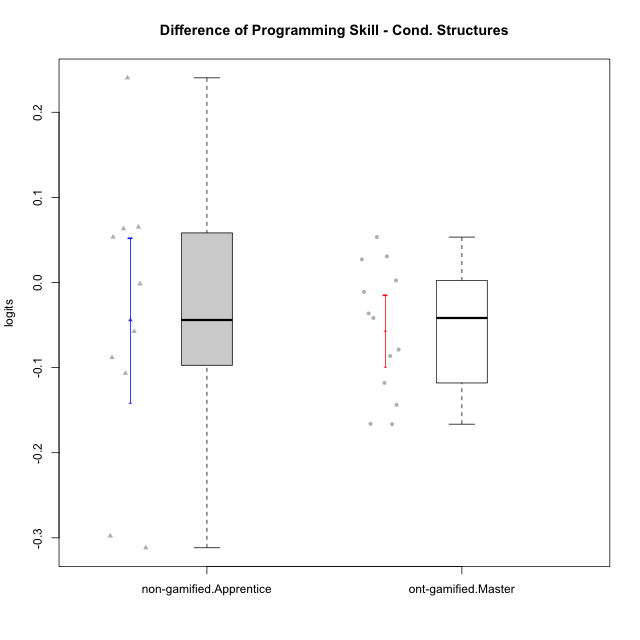 Difference of Programming Skill - Cond. Structures
0.2
0.1
0.0
-0.1
-0.2
-0.3
logits
non-gamified.Apprentice
ont-gamified.Master